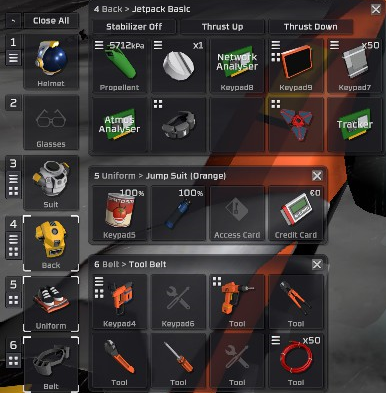 ~ Close All
4 Back > Jetpack Basic
Stabilizer Off Thrust Up Thrust Down
1
Helmet
5712kPa
Propellant
x1
Network Analyser
Keypad8
Keypad9
x50
Keypad7
2
Glasses
Atmos Analyser
Tracker
3
Suit
5 Uniform > Jump Suit (Orange)
100%
Keypad5
100%
Access Card
€0
Credit Card
4
Back
6 Belt > Tool Belt
5
Uniform
Keypad4
Keypad6
Tool
Tool
6
Belt
Tool
Tool
Tool
x50
Tool